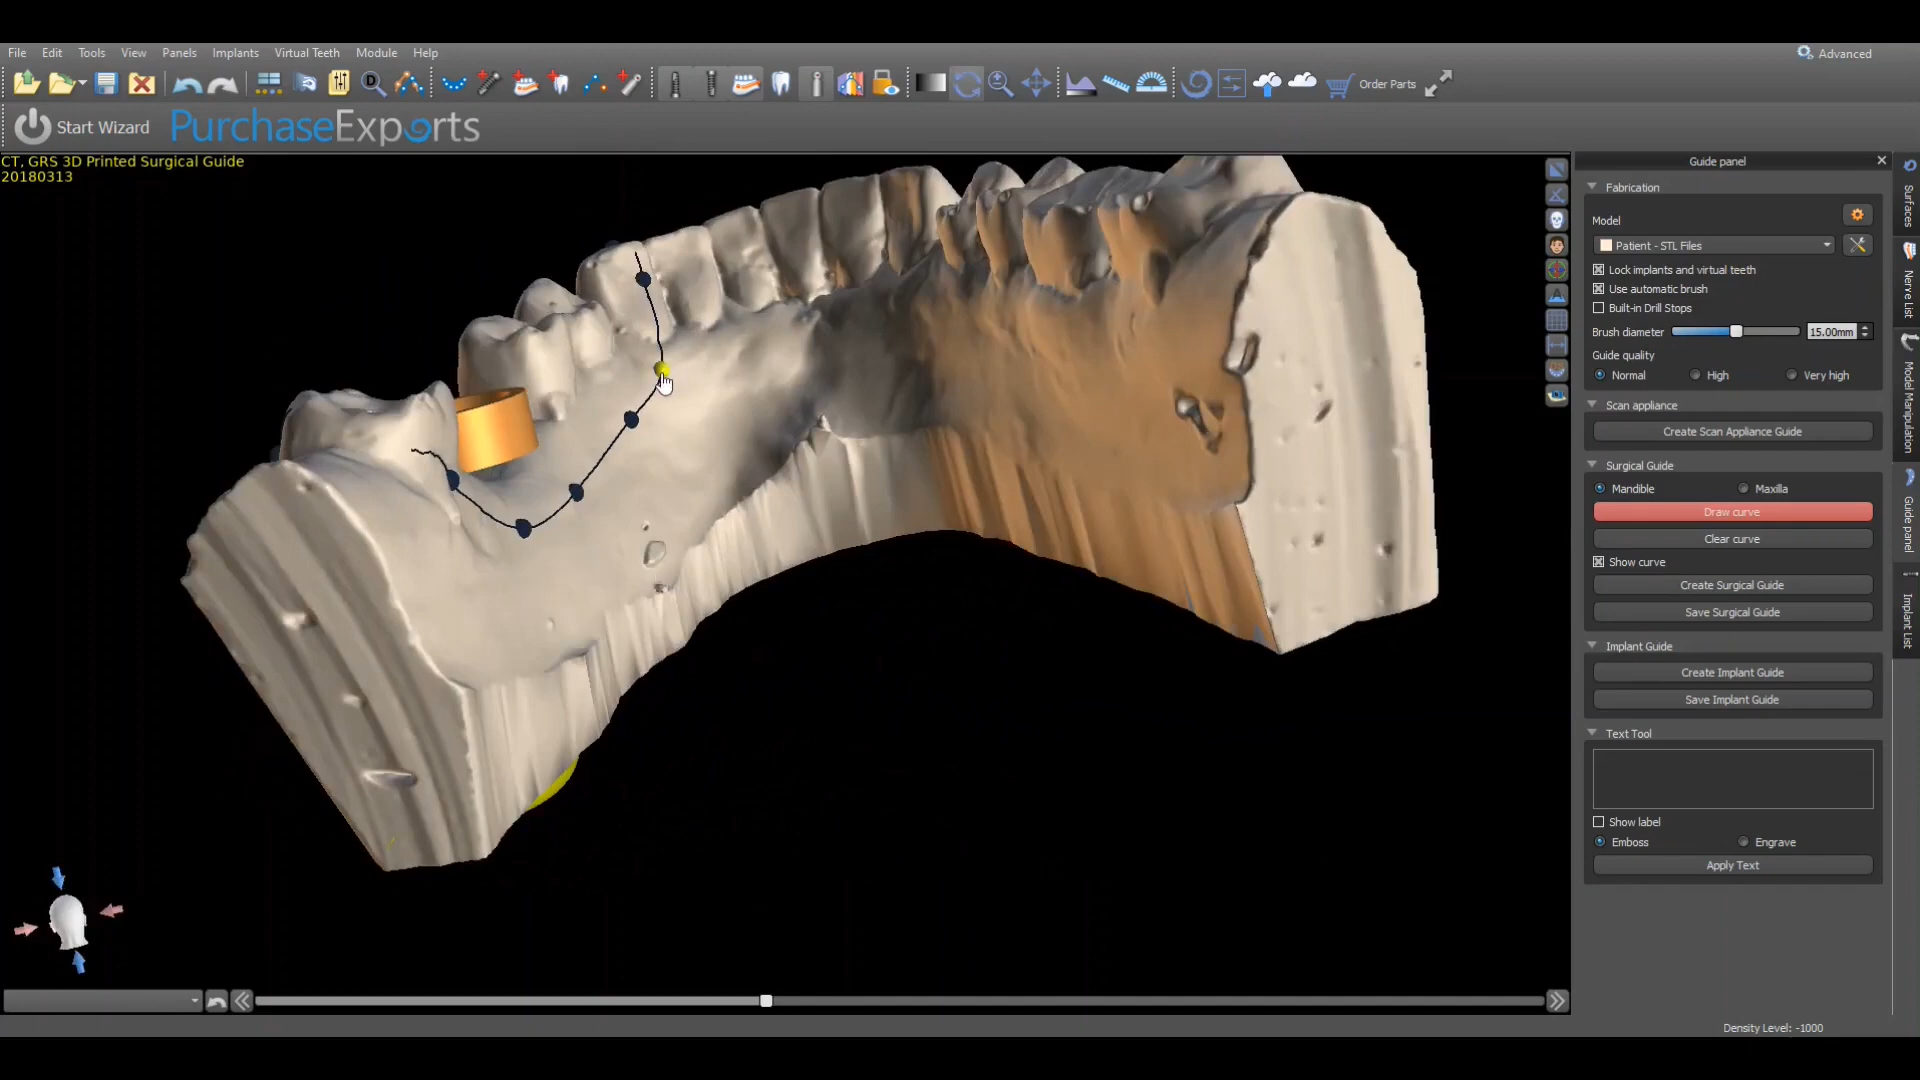 File Edit Tools View Panels Implants Virtual Teeth Module Help
Advanced
D
Order Parts
Start Wizard PurchaseExports
CT, GRS 3D Printed Surgical Guide
20180313
Guide panel
Fabrication
Model
Patient - STL Files
Lock implants and virtual teeth
Use automatic brush
Built-in Drill Stops
Brush diameter 15.00mm
Guide quality
Normal High Very high
Scan appliance
Create Scan Appliance Guide
Surgical Guide
Mandible Maxilla
Draw curve
Clear curve
Show curve
Create Surgical Guide
Save Surgical Guide
Implant Guide
Create Implant Guide
Save Implant Guide
Text Tool
Show label
Emboss Engrave
Apply Text
Surfaces
Nerve List
Model Manipulation
Guide panel
Implant List
Density Level: -1000